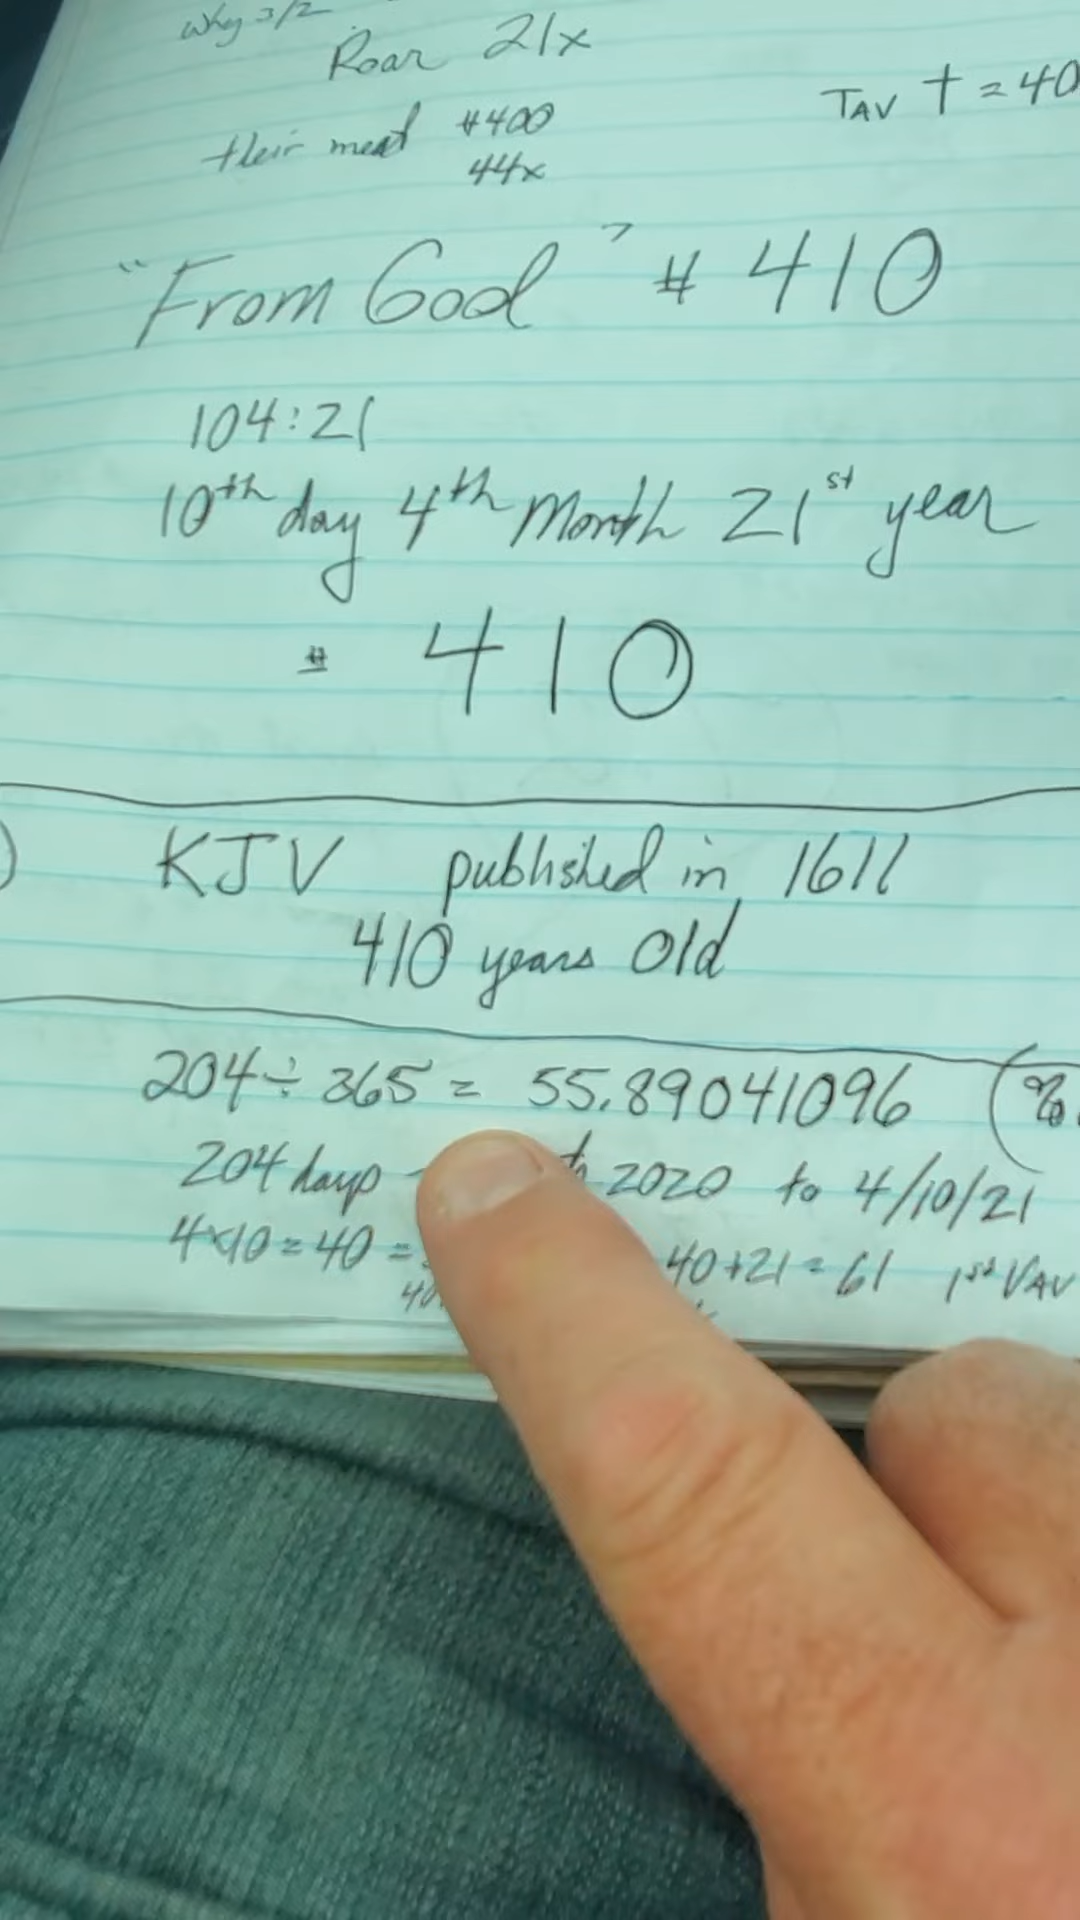 Why 3/2
Roar 21x
TAV † = 40
their meat #400
44x
"From God" # 410
104:21
10th day 4th Month 21st year
# 410
KJV published in 1611
410 years old
204 ÷ 365 = 55.89041096 (%
204 days 2020 to 4/10/21
4x10=40 = 40+21=61 1st VAV